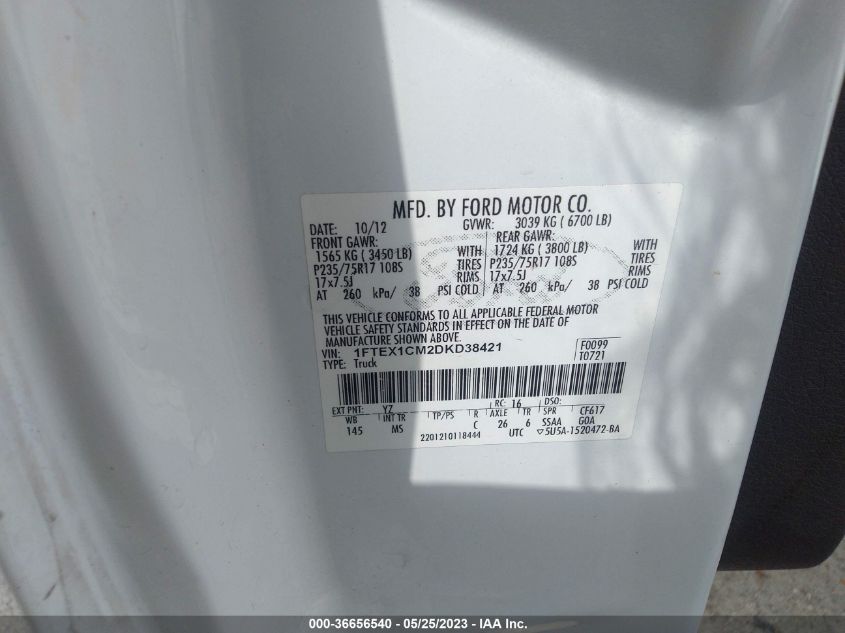 MFD. BY FORD MOTOR CO.
DATE: 10/12 GVWR: 3039 KG ( 6700 LB)
FRONT GAWR: REAR GAWR:
1565 KG ( 3450 LB) WITH 1724 KG ( 3800 LB) WITH
P235/75R17 108S TIRES P235/75R17 108S TIRES
17x7.5J RIMS 17x7.5J RIMS
AT 260 kPa/ 38 PSI COLD AT 260 kPa/ 38 PSI COLD
THIS VEHICLE CONFORMS TO ALL APPLICABLE FEDERAL MOTOR
VEHICLE SAFETY STANDARDS IN EFFECT ON THE DATE OF
MANUFACTURE SHOWN ABOVE.
VIN: 1FTEX1CM2DKD38421 F0099
TYPE: Truck T0721
EXT PNT: YZ RC: 16 DSO:
WB INT TR TP/PS R AXLE TR SPR CF617
145 MS C 26 6 SSAA GOA
2201210118444 UTC ▽5U5A-1520472-BA
000-36656540 - 05/25/2023 - IAA Inc.